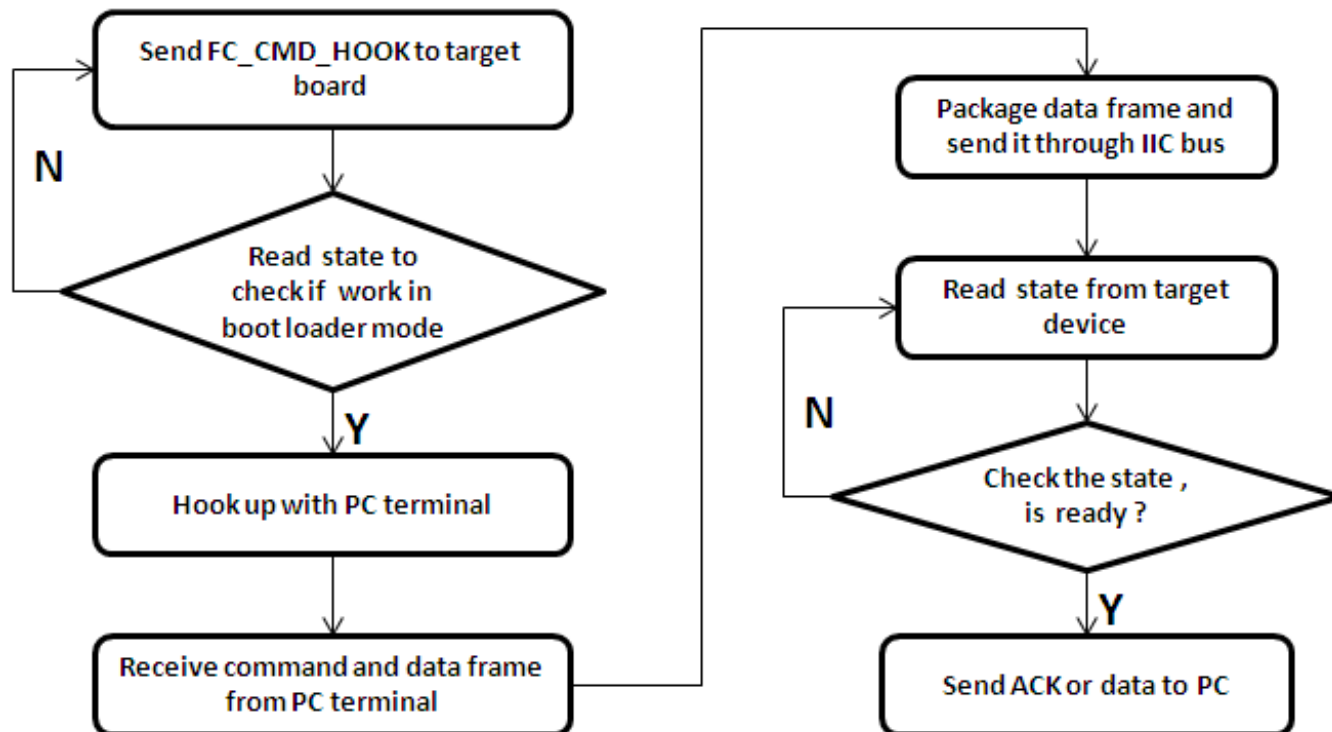 Send FC_CMD_HOOK to target
board
N
Read state to
check if work in
boot loader mode
Y
Hook up with PC terminal
Receive command and data frame
from PC terminal
Package data frame and
send it through IIC bus
Read state from target
device
N
Check the state ,
is ready ?
Y
Send ACK or data to PC